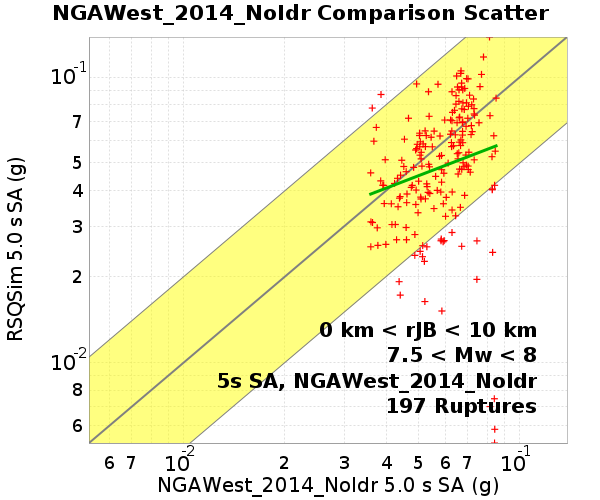 NGAWest_2014_NoIdr Comparison Scatter
RSQSim 5.0 s SA (g)
10^-1
7
5
4
3
2
10^-2
8
6
0 km < rJB < 10 km
7.5 < Mw < 8
5s SA, NGAWest_2014_NoIdr
197 Ruptures
6 7 10^-2 2 3 4 5 6 7 10^-1
NGAWest_2014_NoIdr 5.0 s SA (g)